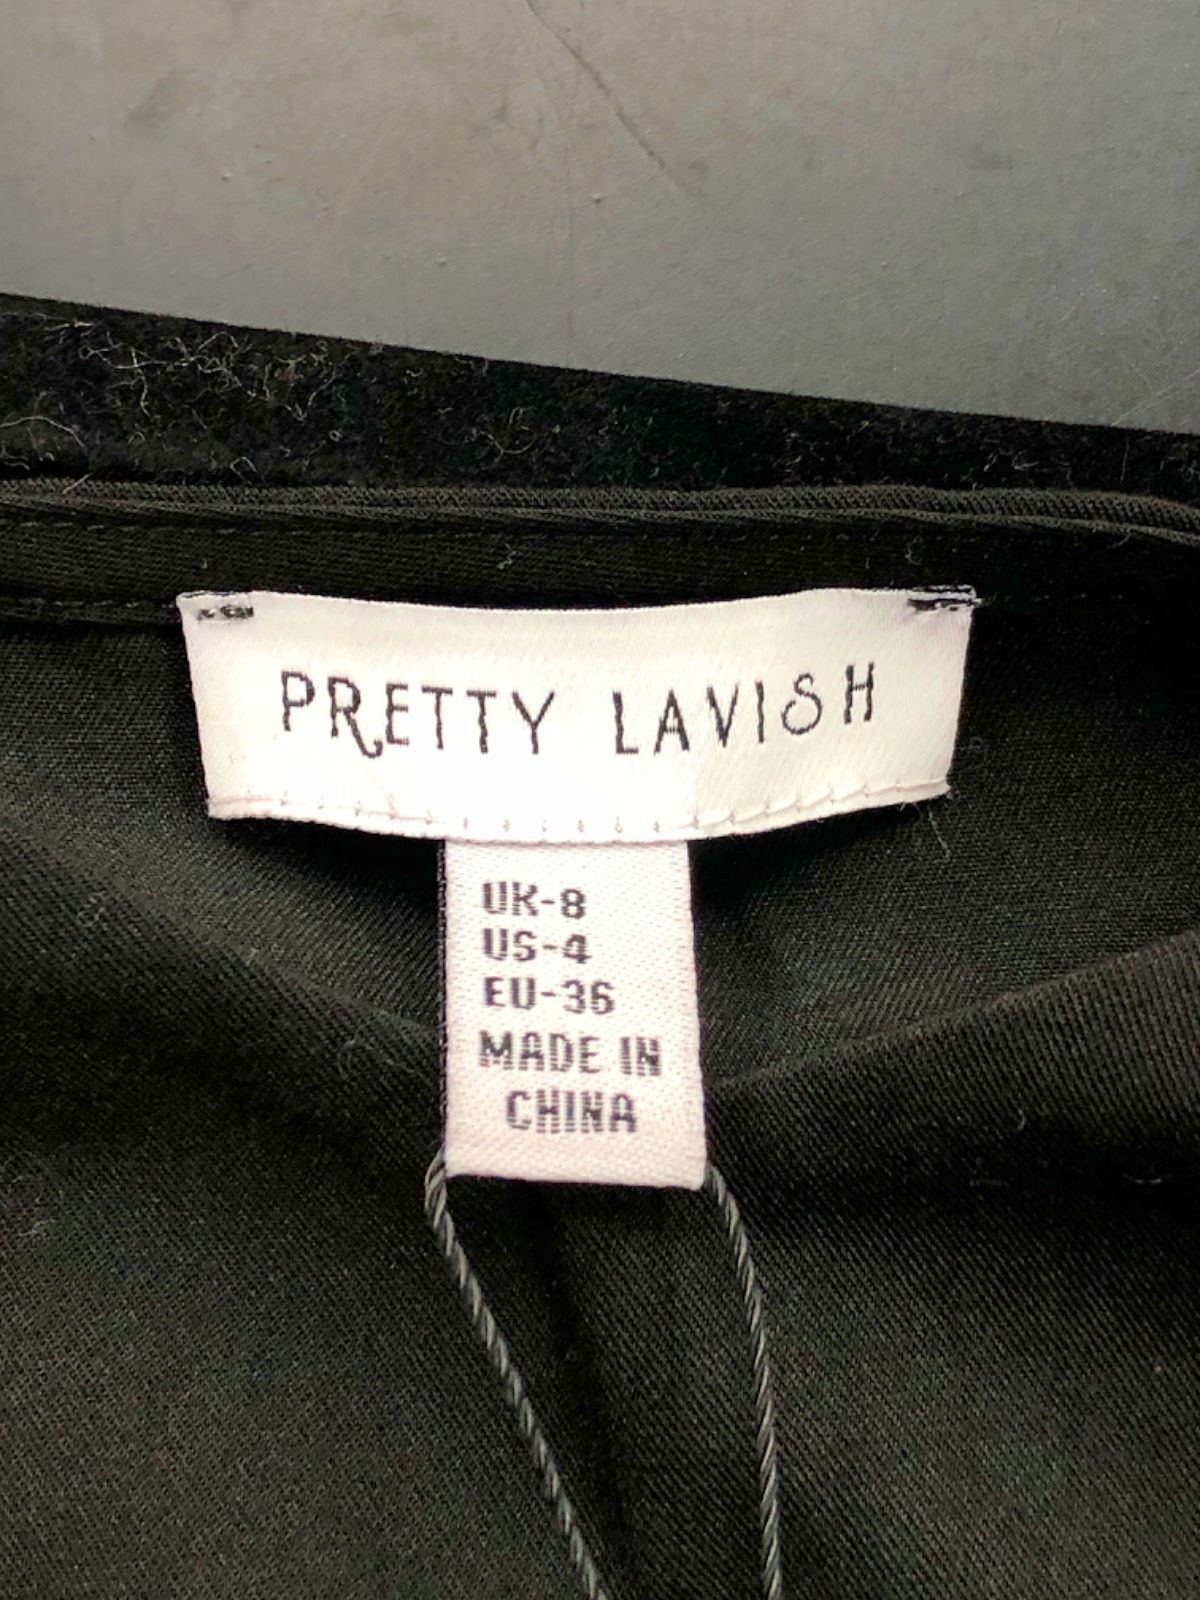 PRETTY LAVISH
UK-8
US-4
EU-36
MADE IN
CHINA